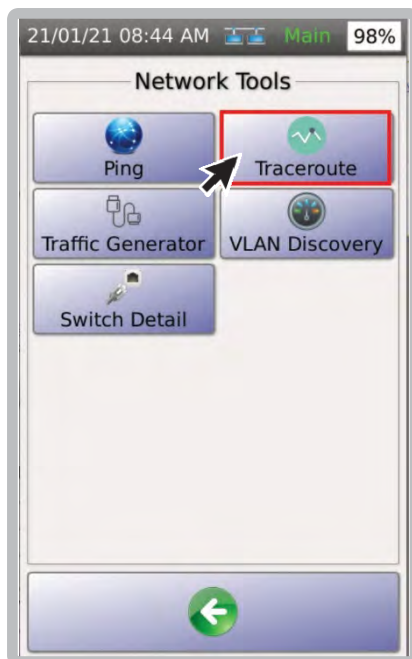 21/01/21 08:44 AM Main 98%
Network Tools
Ping Traceroute
Traffic Generator VLAN Discovery
Switch Detail